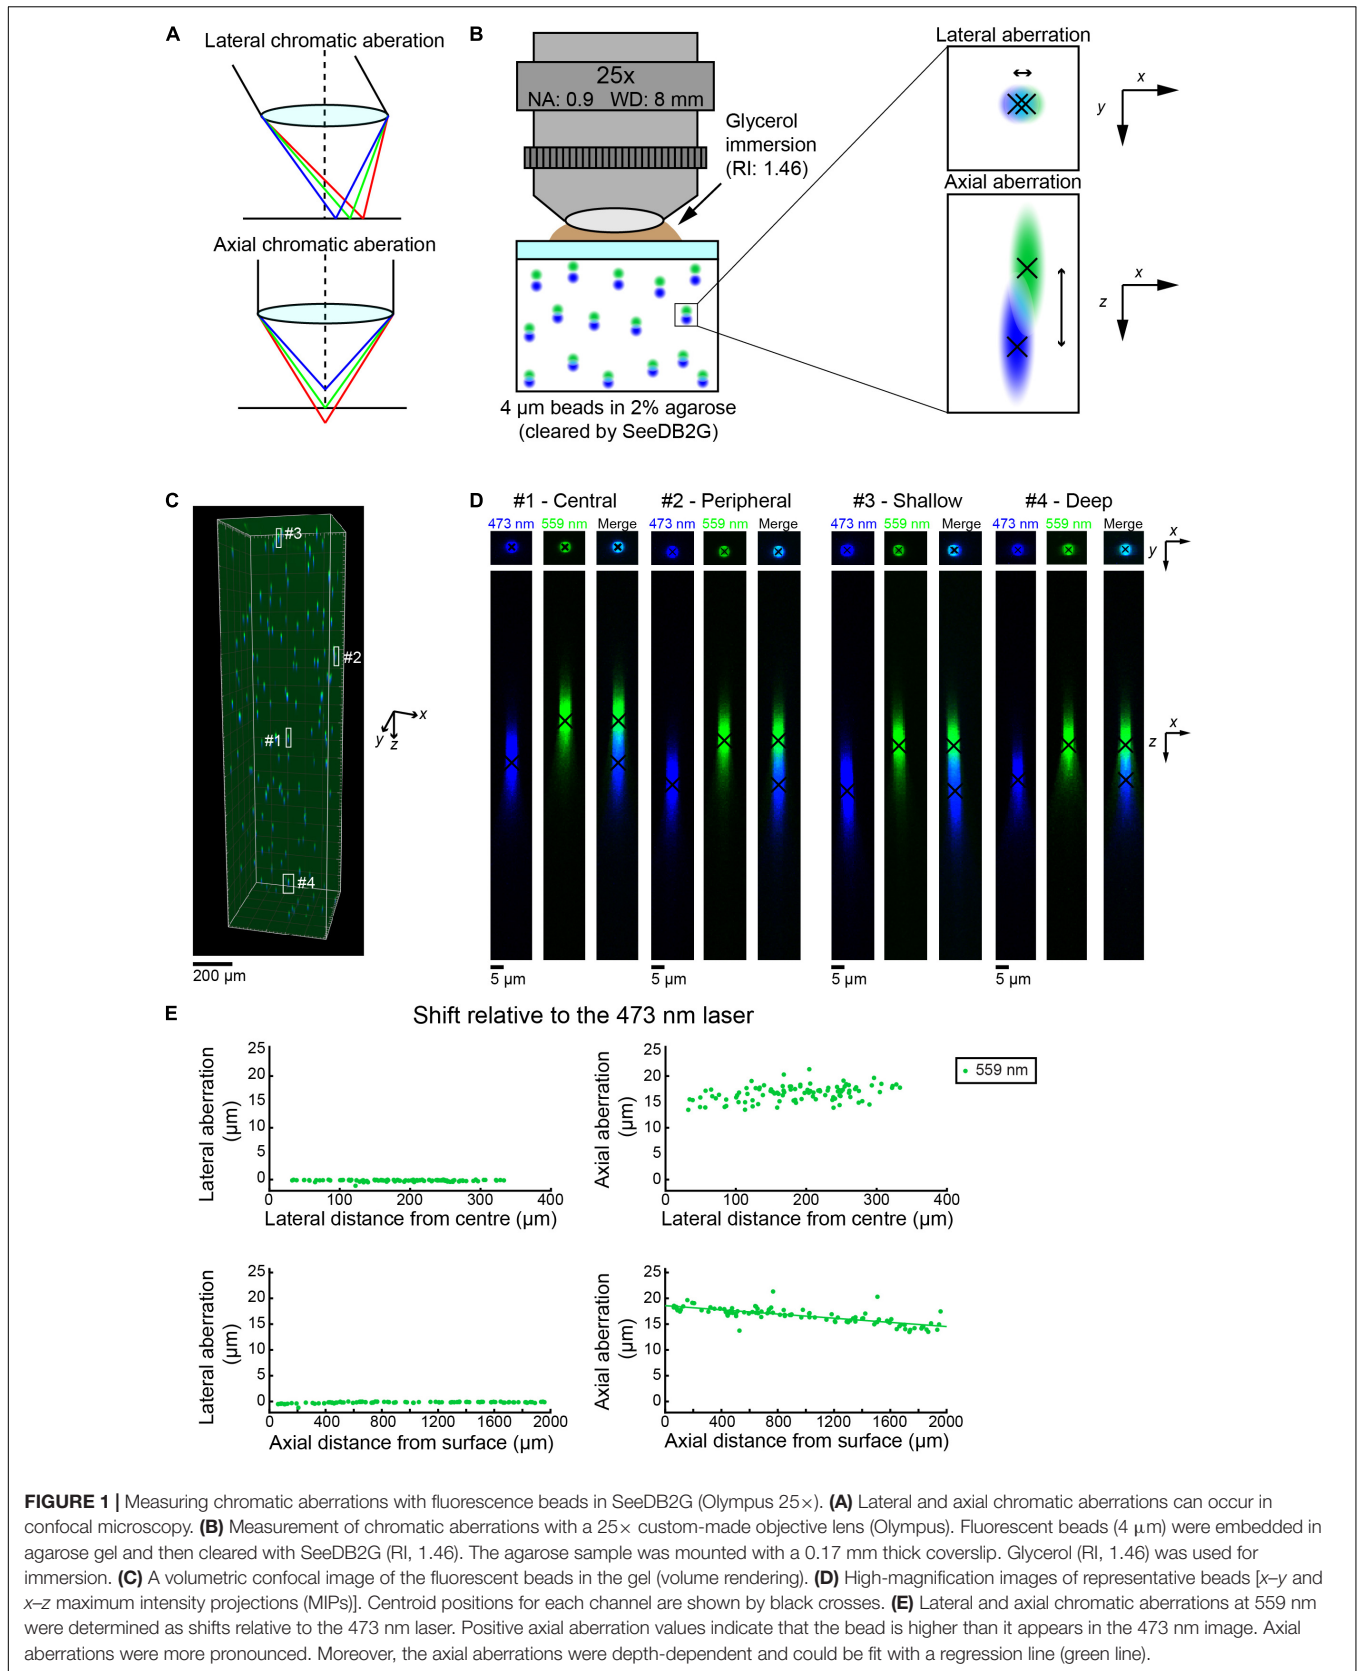 A
Lateral chromatic aberation
Axial chromatic aberation
B
25x
NA: 0.9 WD: 8 mm
Glycerol
immersion
(RI: 1.46)
4 µm beads in 2% agarose
(cleared by SeeDB2G)
Lateral aberration
x
y
Axial aberration
x
z
C
#3
#2
#1
#4
x
y
z
200 µm
D
#1 - Central
#2 - Peripheral
#3 - Shallow
#4 - Deep
473 nm 559 nm Merge
473 nm 559 nm Merge
473 nm 559 nm Merge
473 nm 559 nm Merge
x
y
x
z
5 µm
5 µm
5 µm
5 µm
E
Shift relative to the 473 nm laser
Lateral aberration
(µm)
25
20
15
10
5
0
0 100 200 300 400
Lateral distance from centre (µm)
Axial aberration
(µm)
25
20
15
10
5
0
0 100 200 300 400
Lateral distance from centre (µm)
559 nm
Lateral aberration
(µm)
25
20
15
10
5
0
0 400 800 1200 1600 2000
Axial distance from surface (µm)
Axial aberration
(µm)
25
20
15
10
5
0
0 400 800 1200 1600 2000
Axial distance from surface (µm)
FIGURE 1 | Measuring chromatic aberrations with fluorescence beads in SeeDB2G (Olympus 25×). (A) Lateral and axial chromatic aberrations can occur in
confocal microscopy. (B) Measurement of chromatic aberrations with a 25× custom-made objective lens (Olympus). Fluorescent beads (4 µm) were embedded in
agarose gel and then cleared with SeeDB2G (RI, 1.46). The agarose sample was mounted with a 0.17 mm thick coverslip. Glycerol (RI, 1.46) was used for
immersion. (C) A volumetric confocal image of the fluorescent beads in the gel (volume rendering). (D) High-magnification images of representative beads [x–y and
x–z maximum intensity projections (MIPs)]. Centroid positions for each channel are shown by black crosses. (E) Lateral and axial chromatic aberrations at 559 nm
were determined as shifts relative to the 473 nm laser. Positive axial aberration values indicate that the bead is higher than it appears in the 473 nm image. Axial
aberrations were more pronounced. Moreover, the axial aberrations were depth-dependent and could be fit with a regression line (green line).